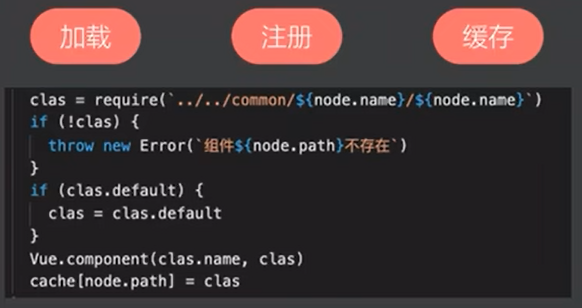 加载 注册 缓存
clas = require(`../../common/${node.name}/${node.name}`)
if (!clas) {
throw new Error(`组件${node.path}不存在`)
}
if (clas.default) {
clas = clas.default
}
Vue.component(clas.name, clas)
cache[node.path] = clas